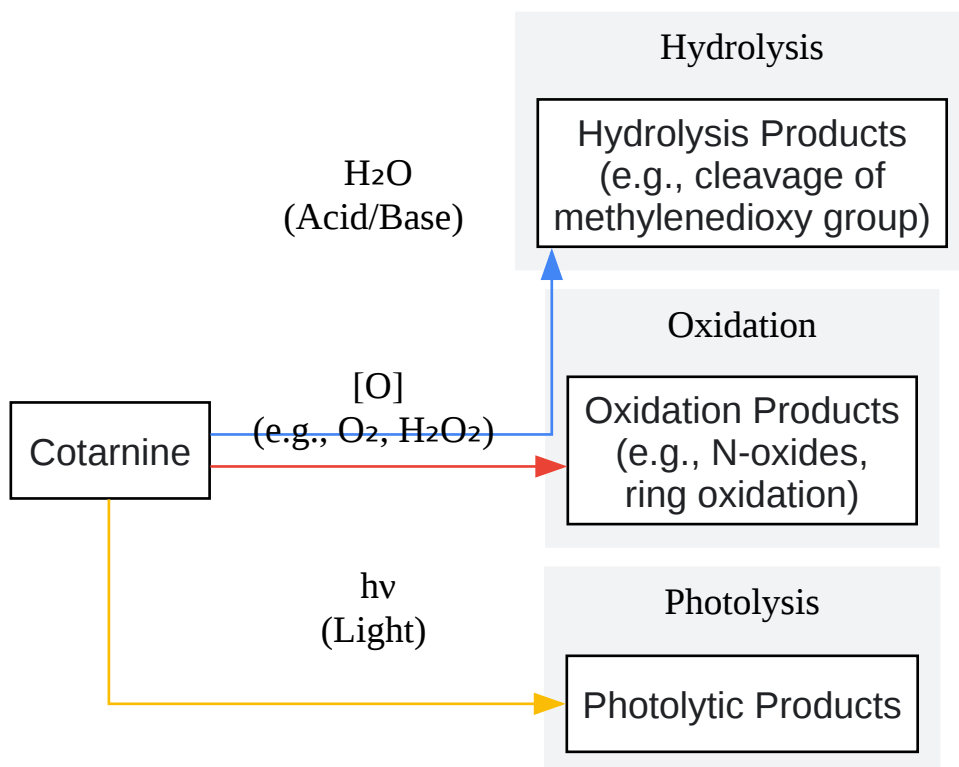 Hydrolysis
Hydrolysis Products
(e.g., cleavage of
methylenedioxy group)
H₂O
(Acid/Base)
Oxidation
[O]
(e.g., O₂, H₂O₂)
Oxidation Products
(e.g., N-oxides,
ring oxidation)
Cotarnine
hν
(Light)
Photolysis
Photolytic Products